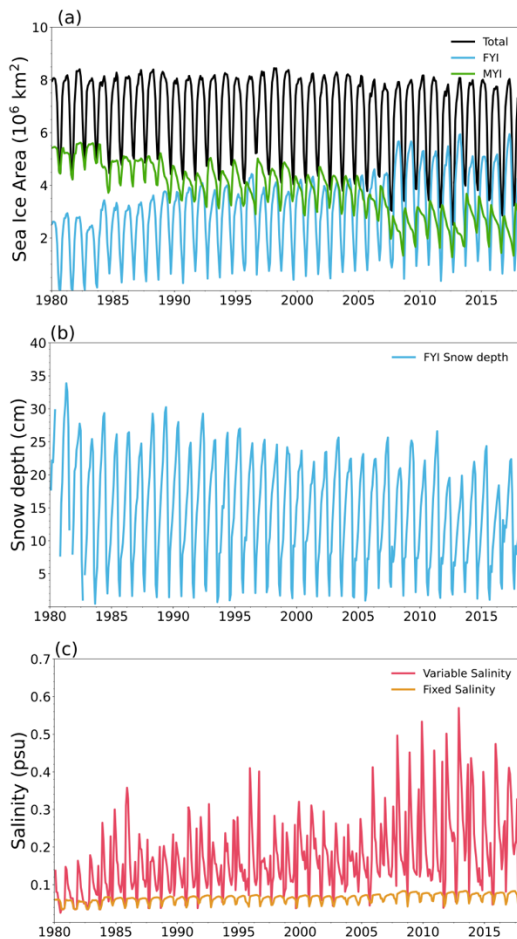 (a)
Sea Ice Area (10⁶ km²)
10
8
6
4
2
Total
FYI
MYI
1980 1985 1990 1995 2000 2005 2010 2015
(b)
Snow depth (cm)
40
35
30
25
20
15
10
5
FYI Snow depth
1980 1985 1990 1995 2000 2005 2010 2015
(c)
Salinity (psu)
0.7
0.6
0.5
0.4
0.3
0.2
0.1
Variable Salinity
Fixed Salinity
1980 1985 1990 1995 2000 2005 2010 2015